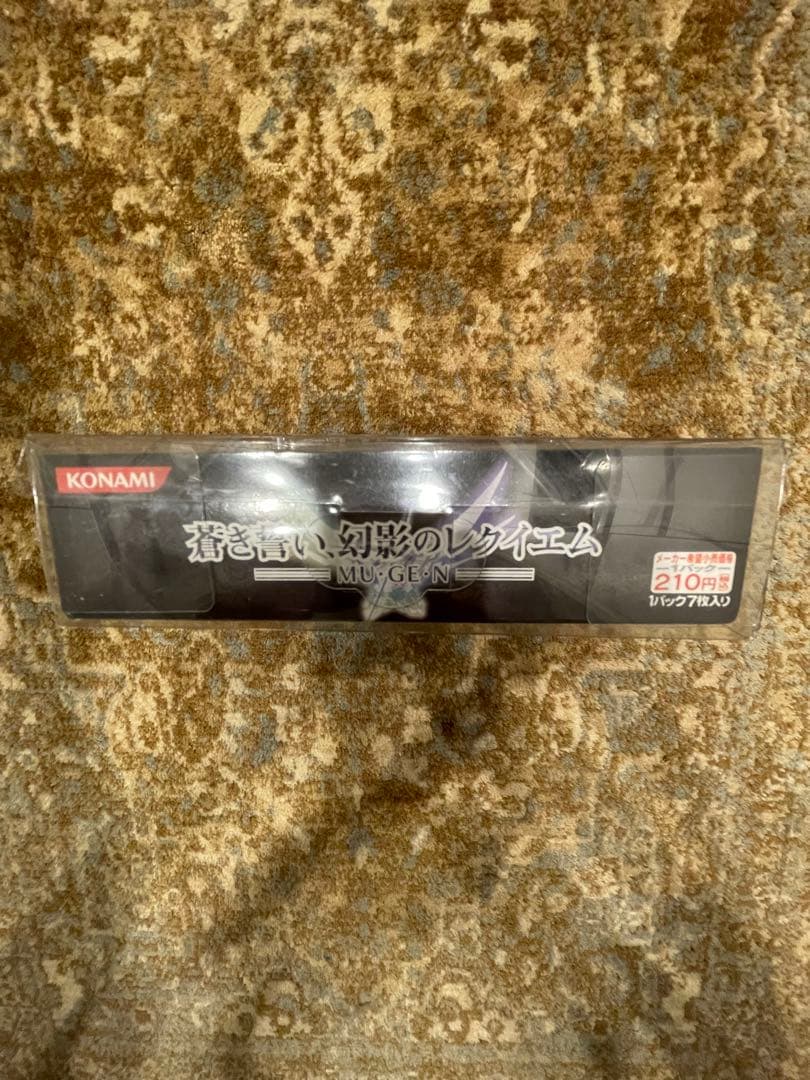 KONAMI
蒼き誓い、幻影のレクイエム
MU・GE・N
メーカー希望小売価格
1パック
210円 税込
1パック7枚入り